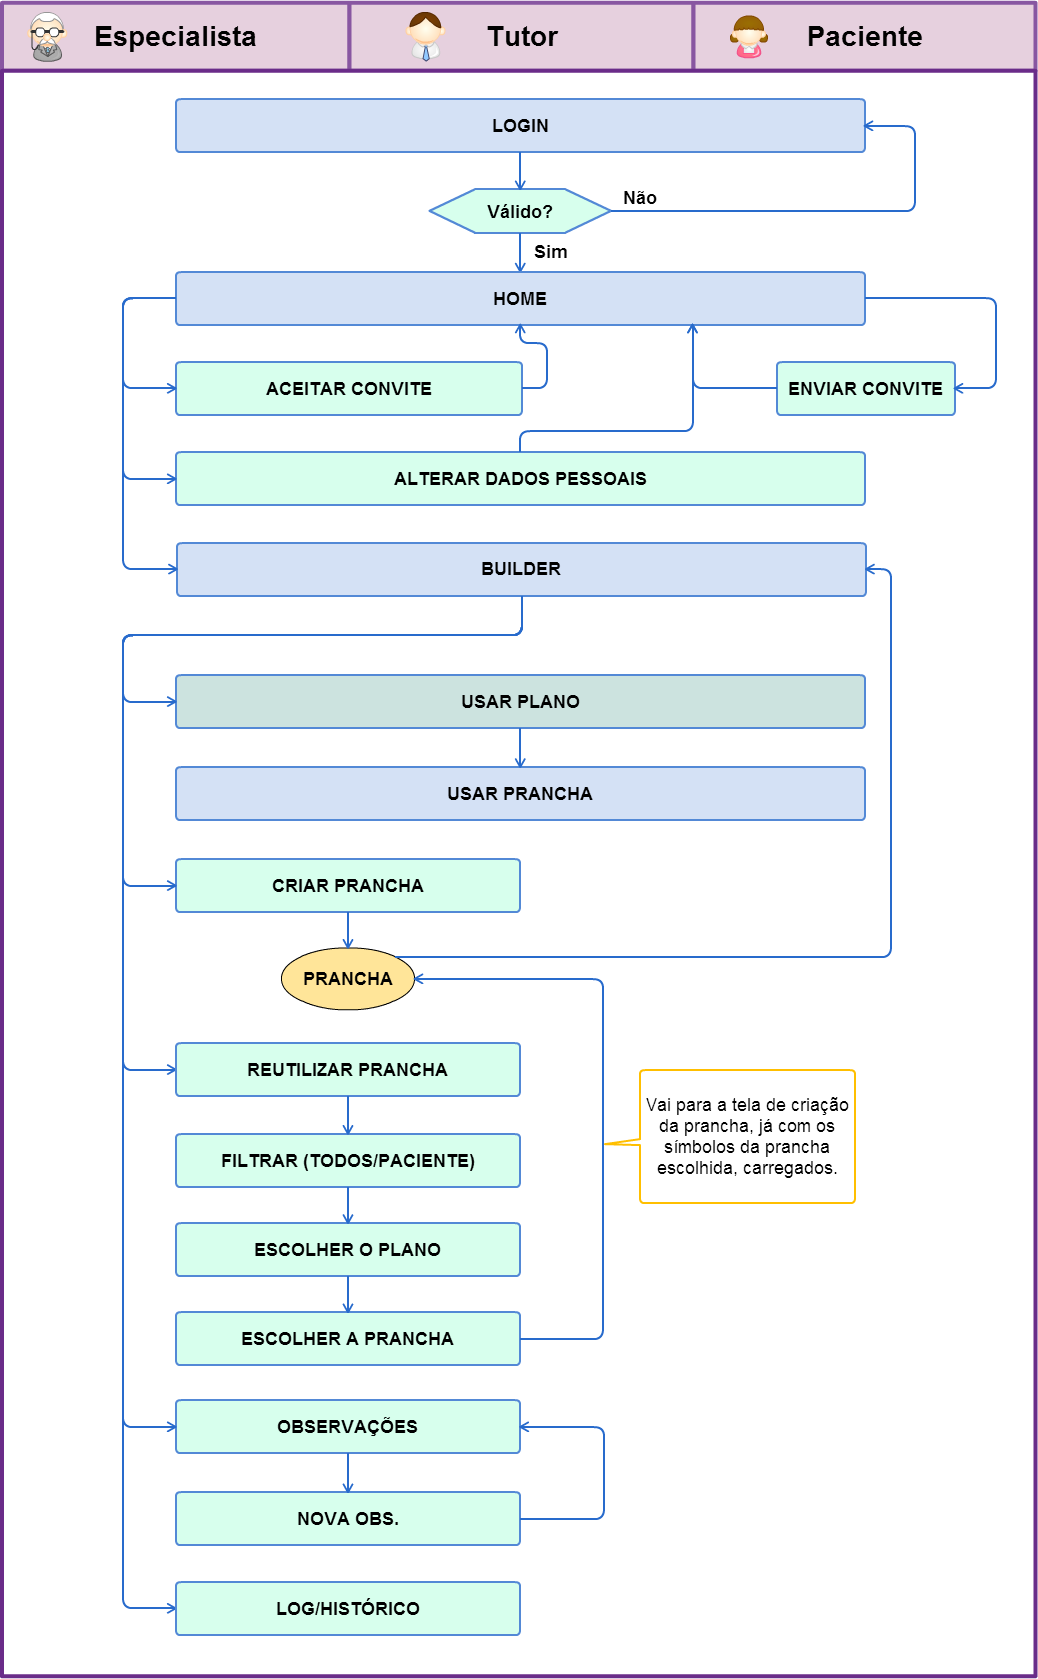 Especialista
Tutor
Paciente
LOGIN
Válido?
Não
Sim
HOME
ACEITAR CONVITE
ENVIAR CONVITE
ALTERAR DADOS PESSOAIS
BUILDER
USAR PLANO
USAR PRANCHA
CRIAR PRANCHA
PRANCHA
REUTILIZAR PRANCHA
Vai para a tela de criação
da prancha, já com os
símbolos da prancha
escolhida, carregados.
FILTRAR (TODOS/PACIENTE)
ESCOLHER O PLANO
ESCOLHER A PRANCHA
OBSERVAÇÕES
NOVA OBS.
LOG/HISTÓRICO